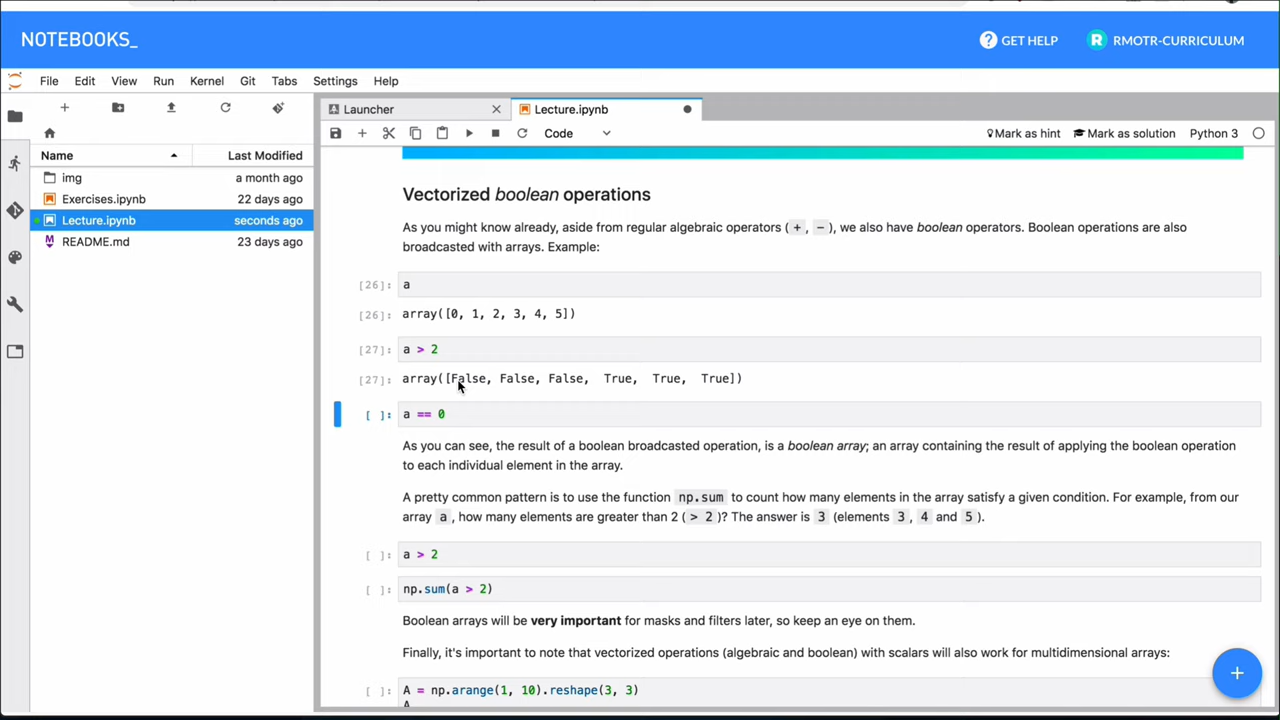 NOTEBOOKS_
GET HELP
R RMOTR-CURRICULUM
File Edit View Run Kernel Git Tabs Settings Help
Launcher
Lecture.ipynb
Code
Mark as hint
Mark as solution
Python 3
Name Last Modified
img a month ago
Exercises.ipynb 22 days ago
Lecture.ipynb seconds ago
README.md 23 days ago
Vectorized boolean operations
As you might know already, aside from regular algebraic operators ( + , - ), we also have boolean operators. Boolean operations are also
broadcasted with arrays. Example:
[26]: a
[26]: array([0, 1, 2, 3, 4, 5])
[27]: a > 2
[27]: array([False, False, False, True, True, True])
[ ]: a == 0
As you can see, the result of a boolean broadcasted operation, is a boolean array; an array containing the result of applying the boolean operation
to each individual element in the array.
A pretty common pattern is to use the function np.sum to count how many elements in the array satisfy a given condition. For example, from our
array a , how many elements are greater than 2 ( > 2 )? The answer is 3 (elements 3 , 4 and 5 ).
[ ]: a > 2
[ ]: np.sum(a > 2)
Boolean arrays will be very important for masks and filters later, so keep an eye on them.
Finally, it's important to note that vectorized operations (algebraic and boolean) with scalars will also work for multidimensional arrays:
[ ]: A = np.arange(1, 10).reshape(3, 3)
A